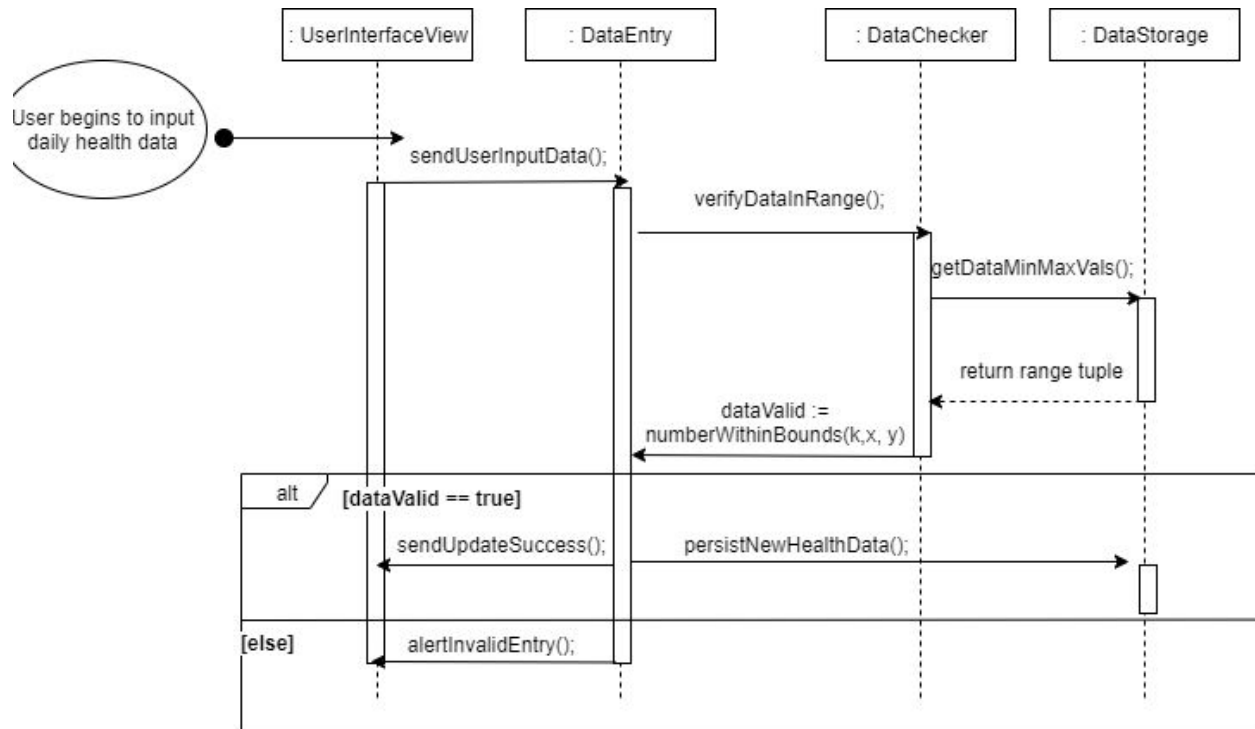 : UserInterfaceView
: DataEntry
: DataChecker
: DataStorage
User begins to input
daily health data
sendUserInputData();
verifyDataInRange();
getDataMinMaxVals();
return range tuple
dataValid :=
numberWithinBounds(k,x, y)
alt
[dataValid == true]
sendUpdateSuccess();
persistNewHealthData();
[else]
alertInvalidEntry();